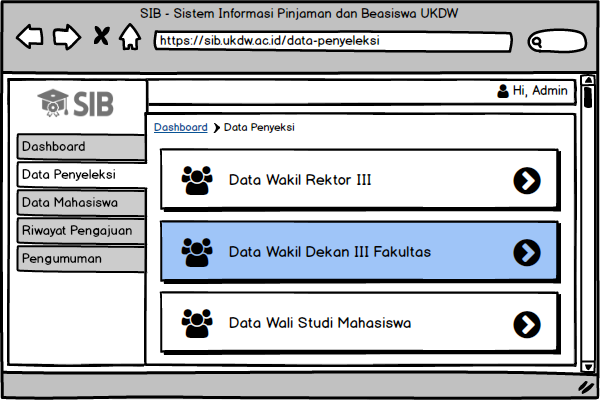 SIB - Sistem Informasi Pinjaman dan Beasiswa UKDW
https://sib.ukdw.ac.id/data-penyeleksi
SIB
Hi, Admin
Dashboard
Data Penyeleksi
Data Mahasiswa
Riwayat Pengajuan
Pengumuman
Dashboard Data Penyeksi
Data Wakil Rektor III
Data Wakil Dekan III Fakultas
Data Wali Studi Mahasiswa